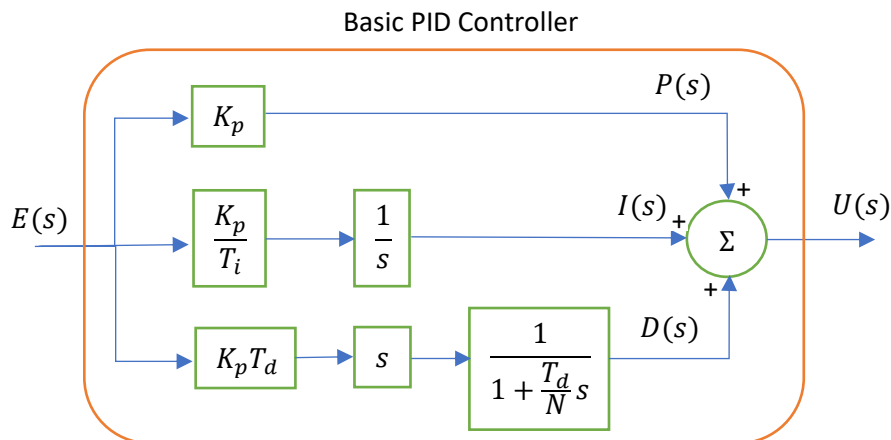 Basic PID Controller
P(s)
K_p
+
E(s)
K_p
T_i
1
s
I(s)
+
Σ
U(s)
+
K_pT_d
s
1
1 + T_d/N s
D(s)